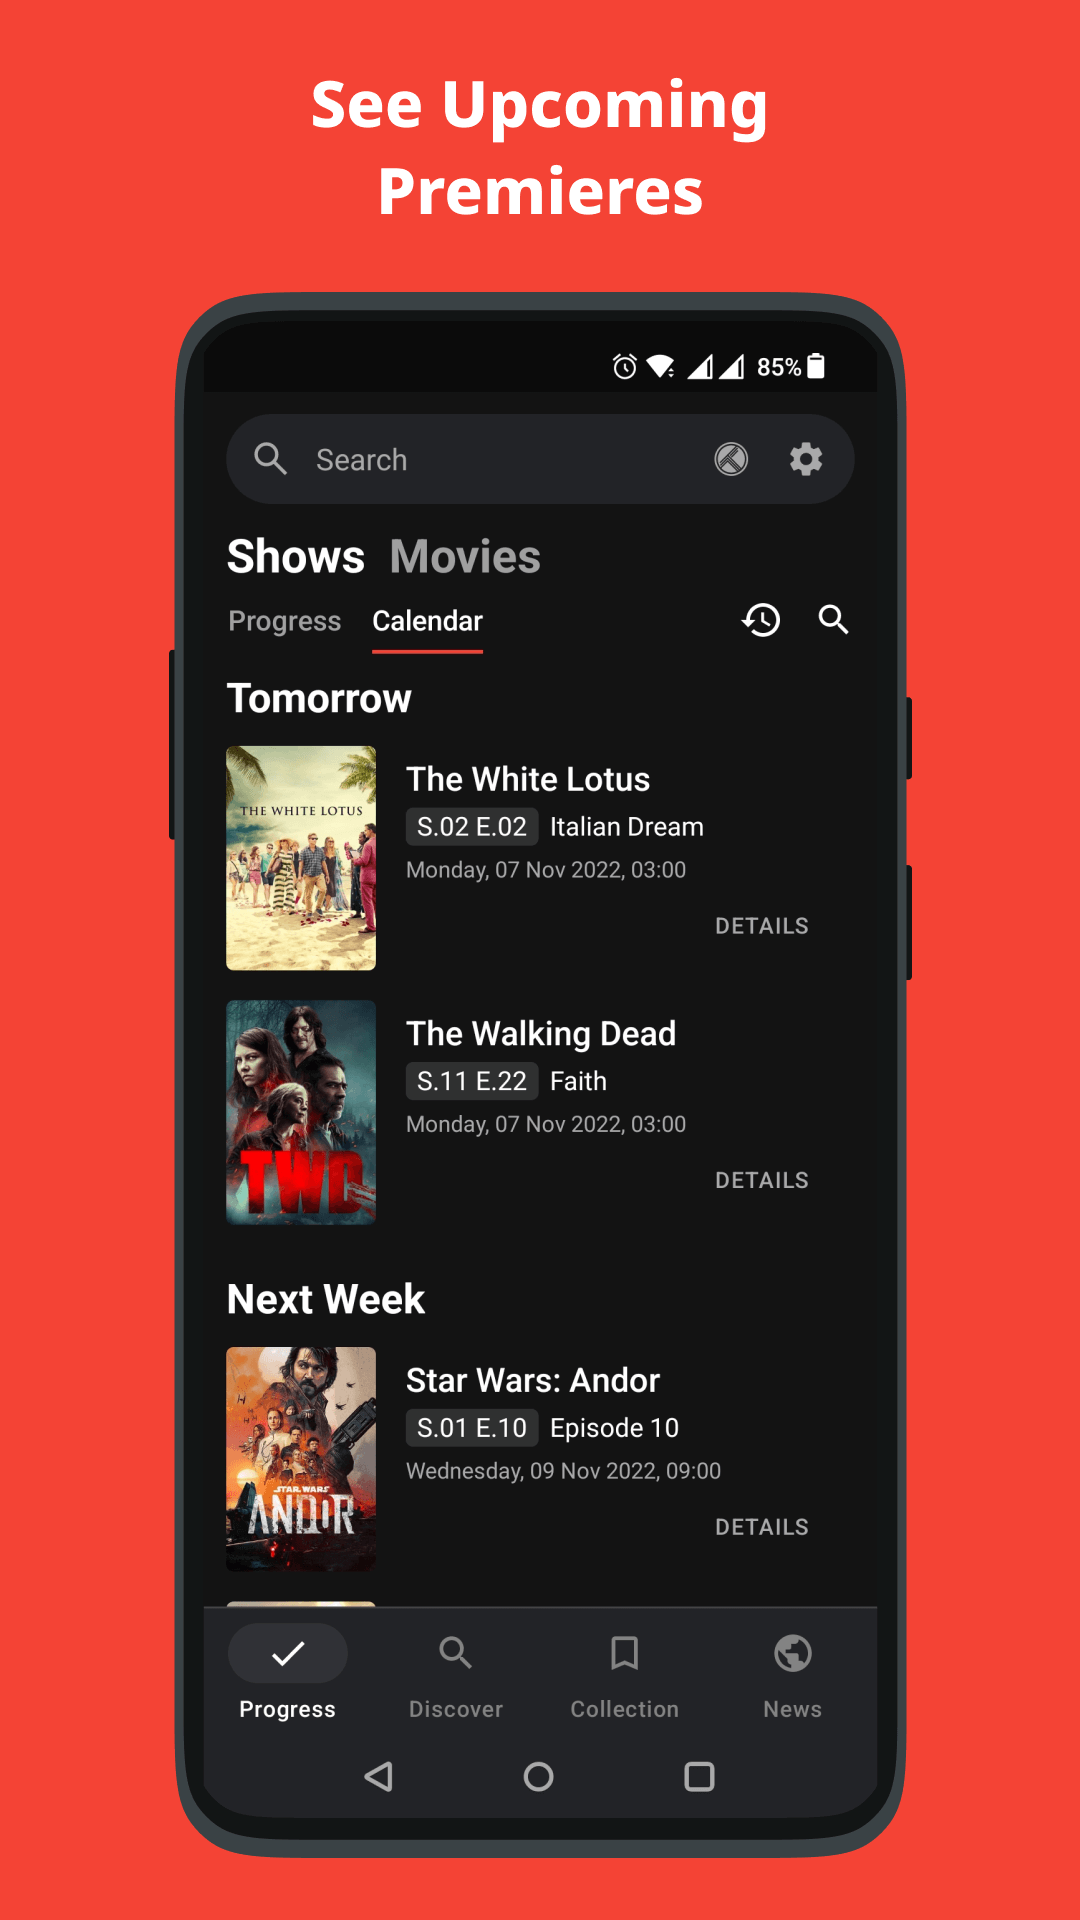 See Upcoming
Premieres
85%
Search
Shows Movies
Progress Calendar
Tomorrow
THE WHITE LOTUS
The White Lotus
S.02 E.02 Italian Dream
Monday, 07 Nov 2022, 03:00
DETAILS
TWD
The Walking Dead
S.11 E.22 Faith
Monday, 07 Nov 2022, 03:00
DETAILS
Next Week
STAR WARS
ANDOR
Star Wars: Andor
S.01 E.10 Episode 10
Wednesday, 09 Nov 2022, 09:00
DETAILS
Progress Discover Collection News